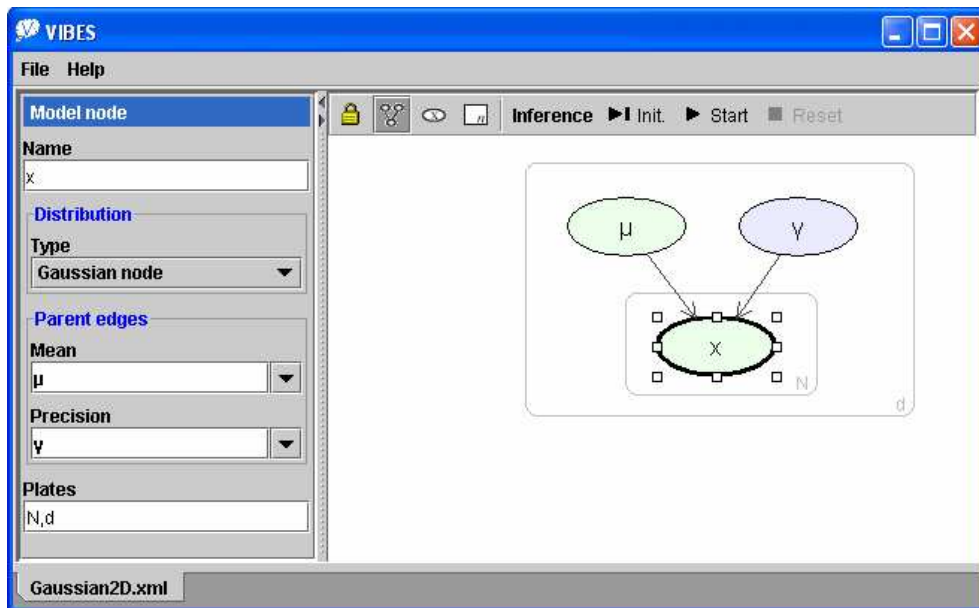 VIBES
File Help
Model node
Name
x
Distribution
Type
Gaussian node
Parent edges
Mean
μ
Precision
γ
Plates
N,d
Inference Init. Start Reset
μ γ
x
N
d
Gaussian2D.xml